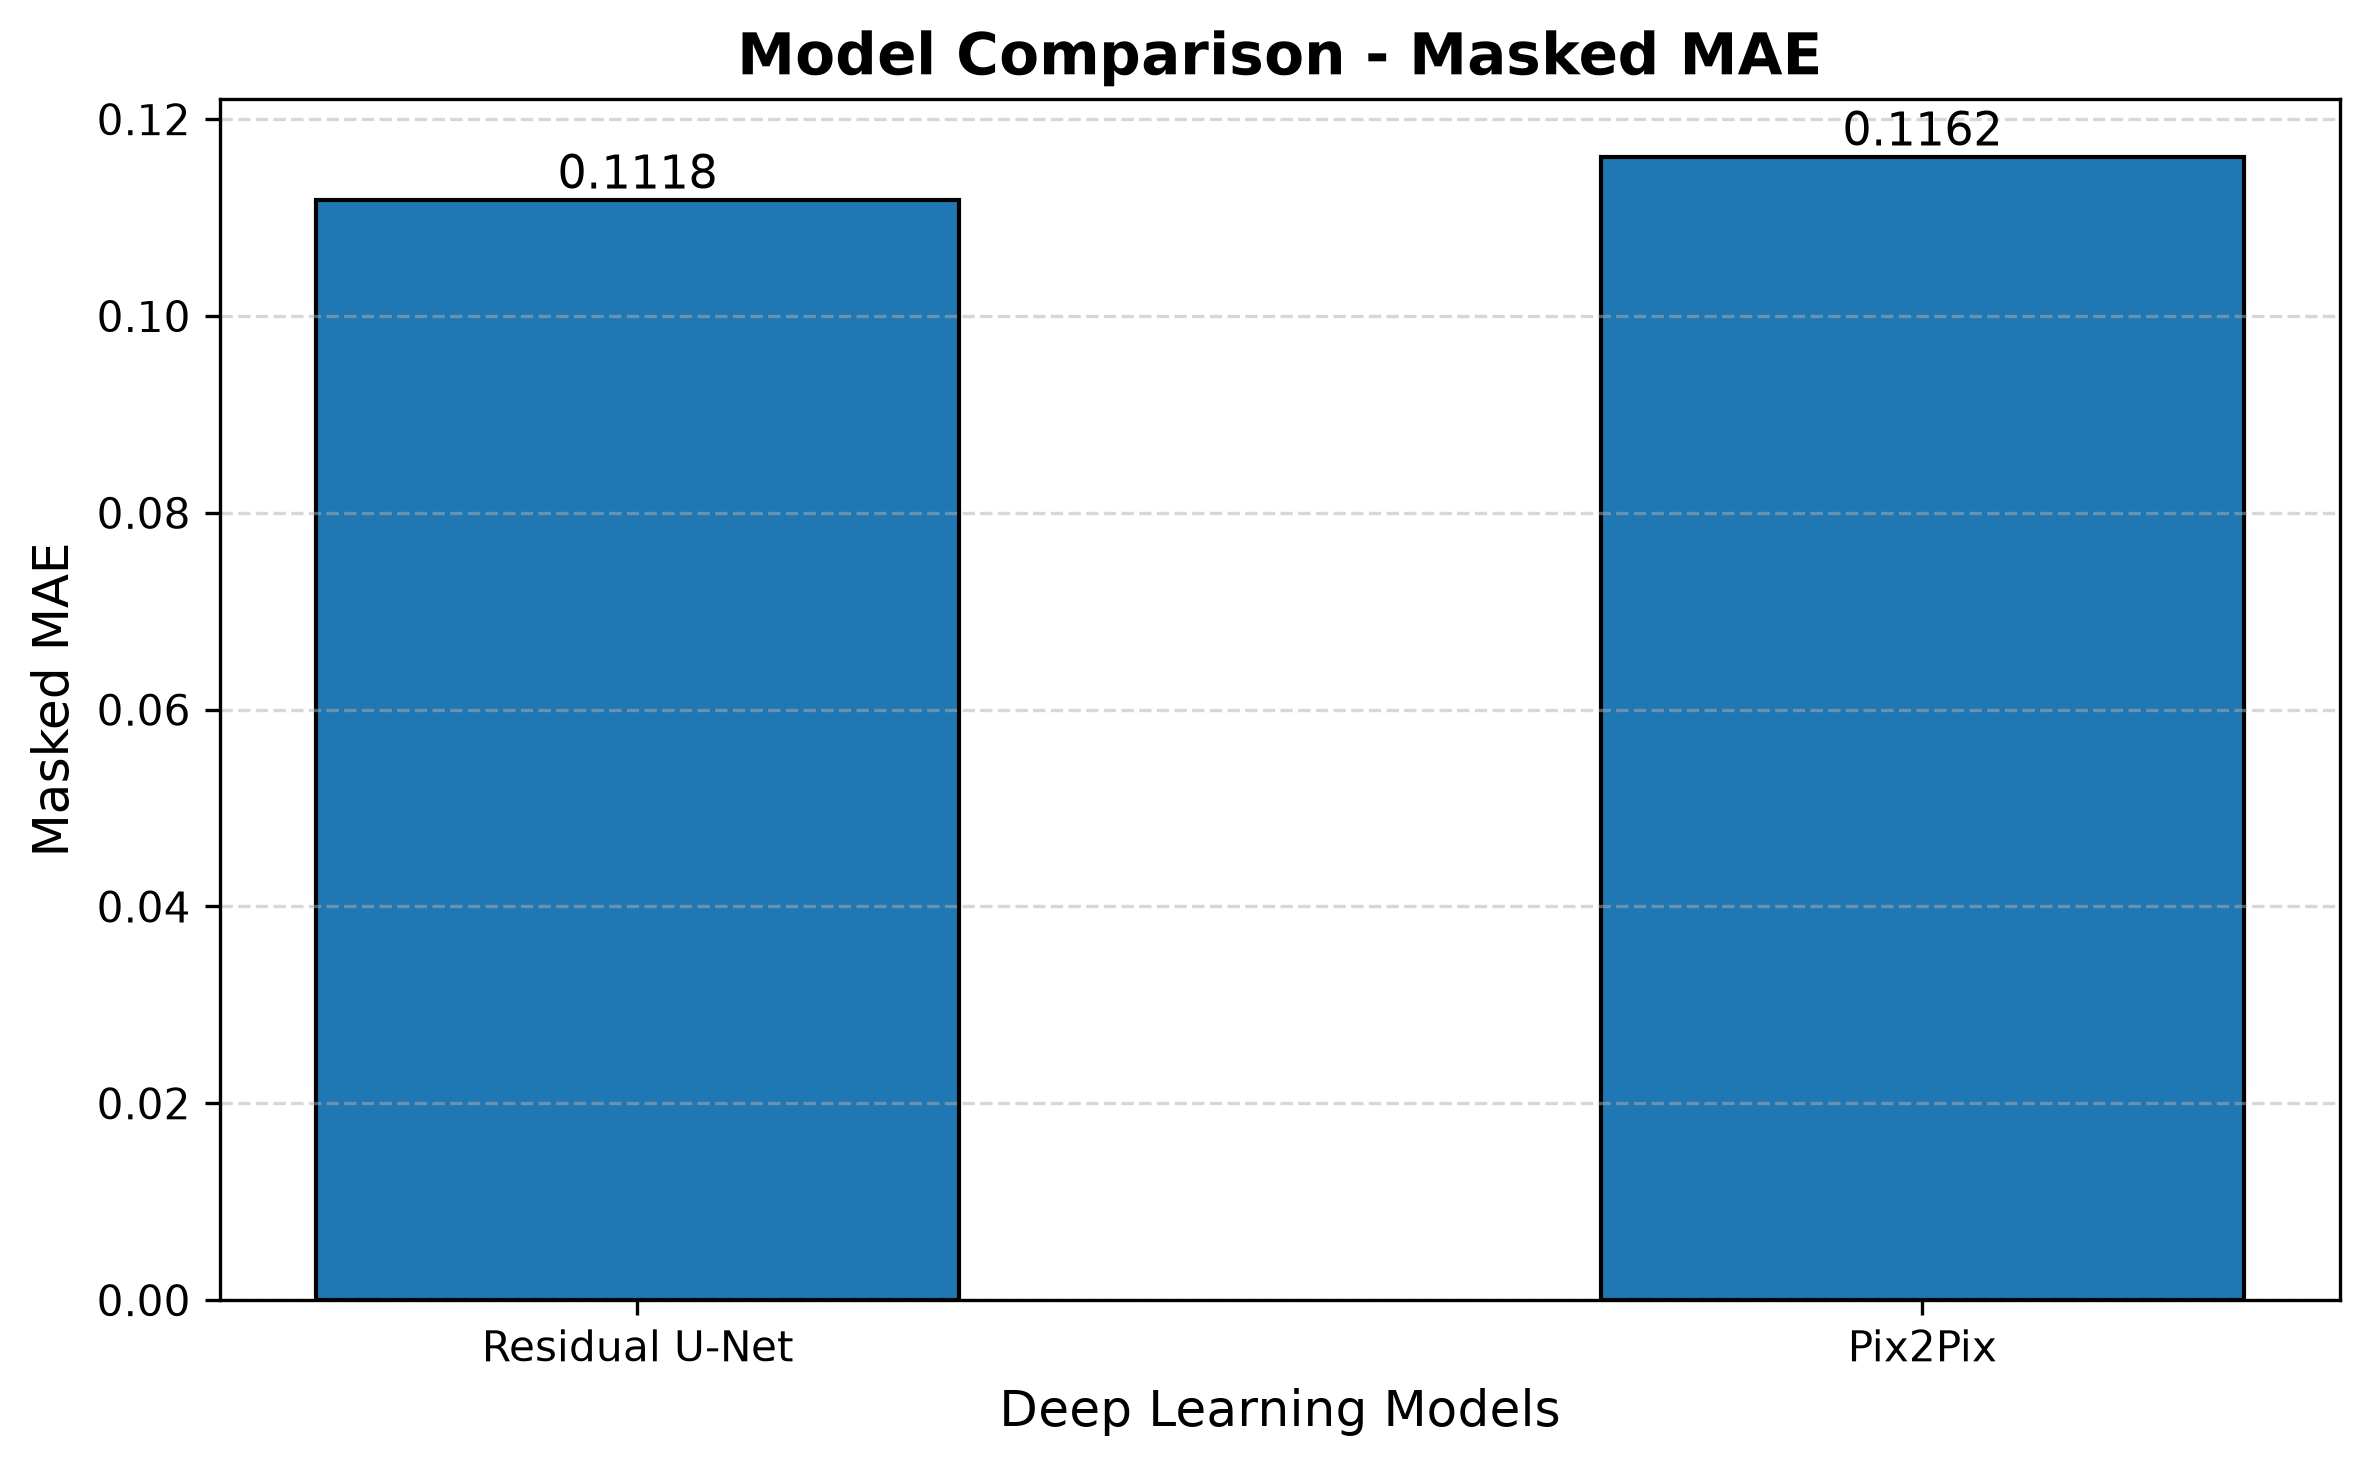 Model Comparison - Masked MAE
0.12
0.10
0.08
0.06
0.04
0.02
0.00
Masked MAE
0.1118
0.1162
Residual U-Net
Pix2Pix
Deep Learning Models